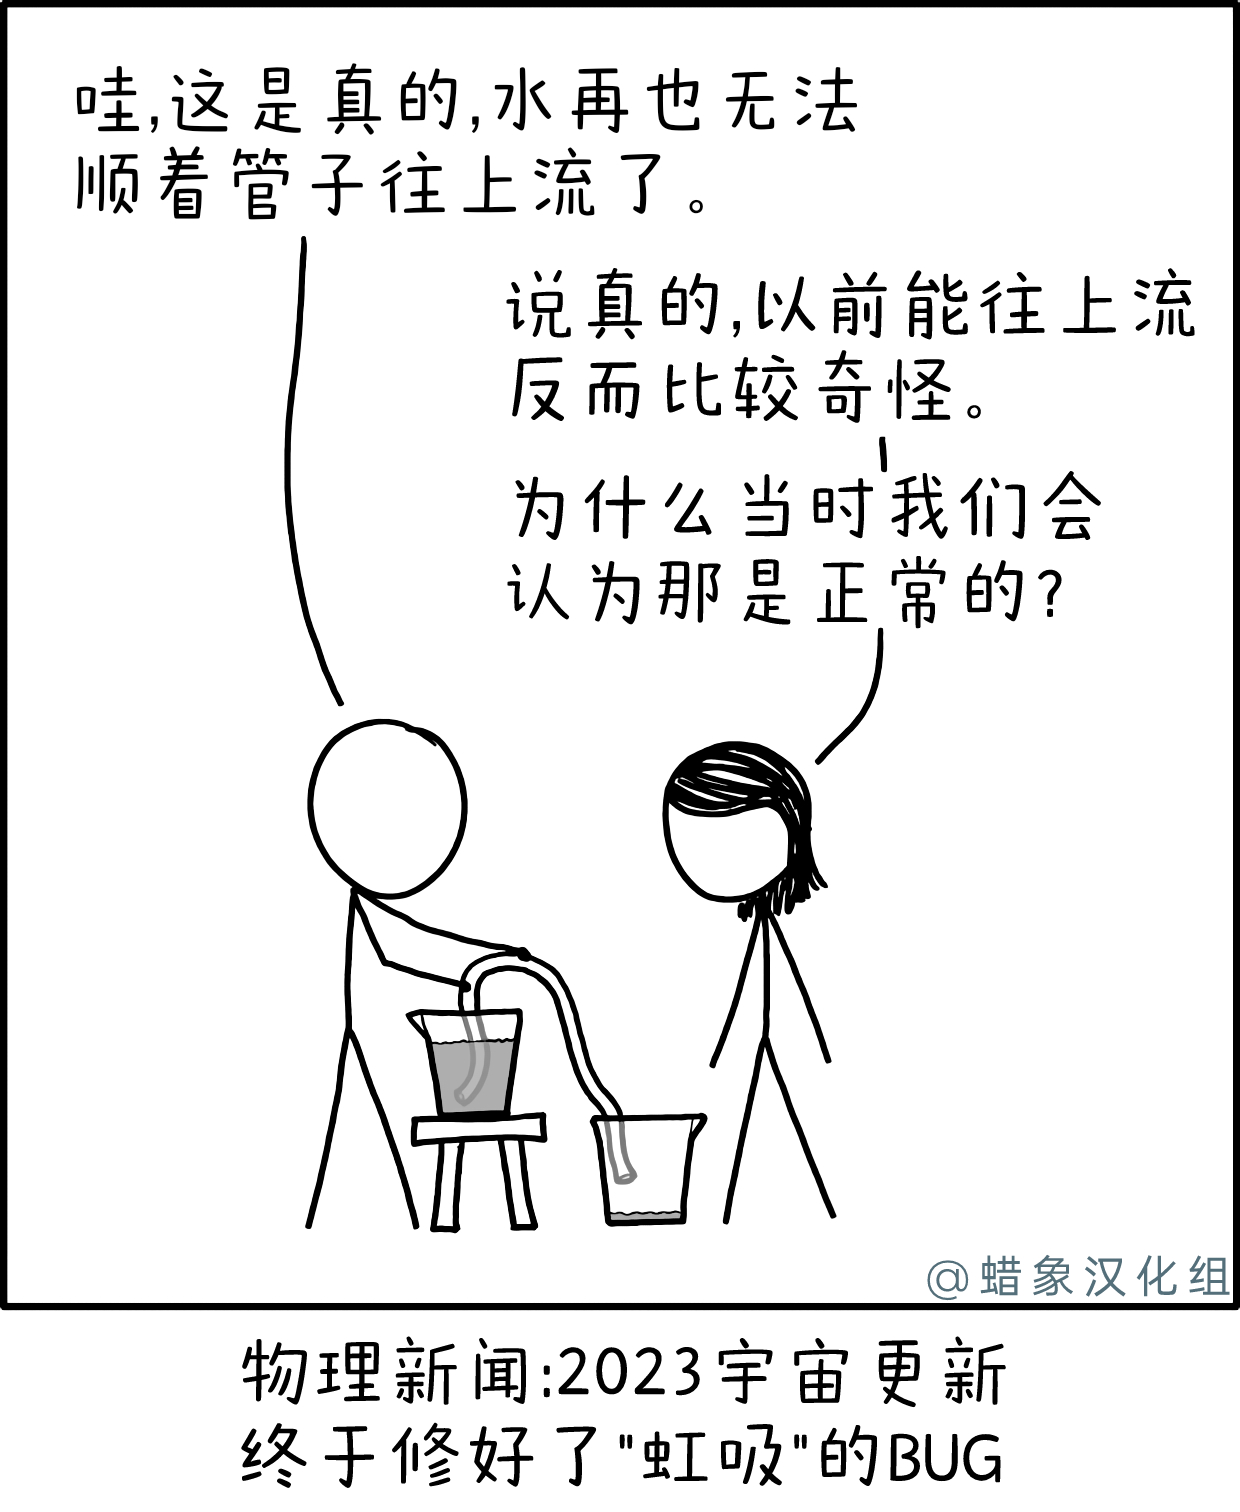 哇,这是真的,水再也无法
顺着管子往上流了。
说真的,以前能往上流
反而比较奇怪。
为什么当时我们会
认为那是正常的?
@蜡象汉化组
物理新闻:2023宇宙更新
终于修好了"虹吸"的BUG